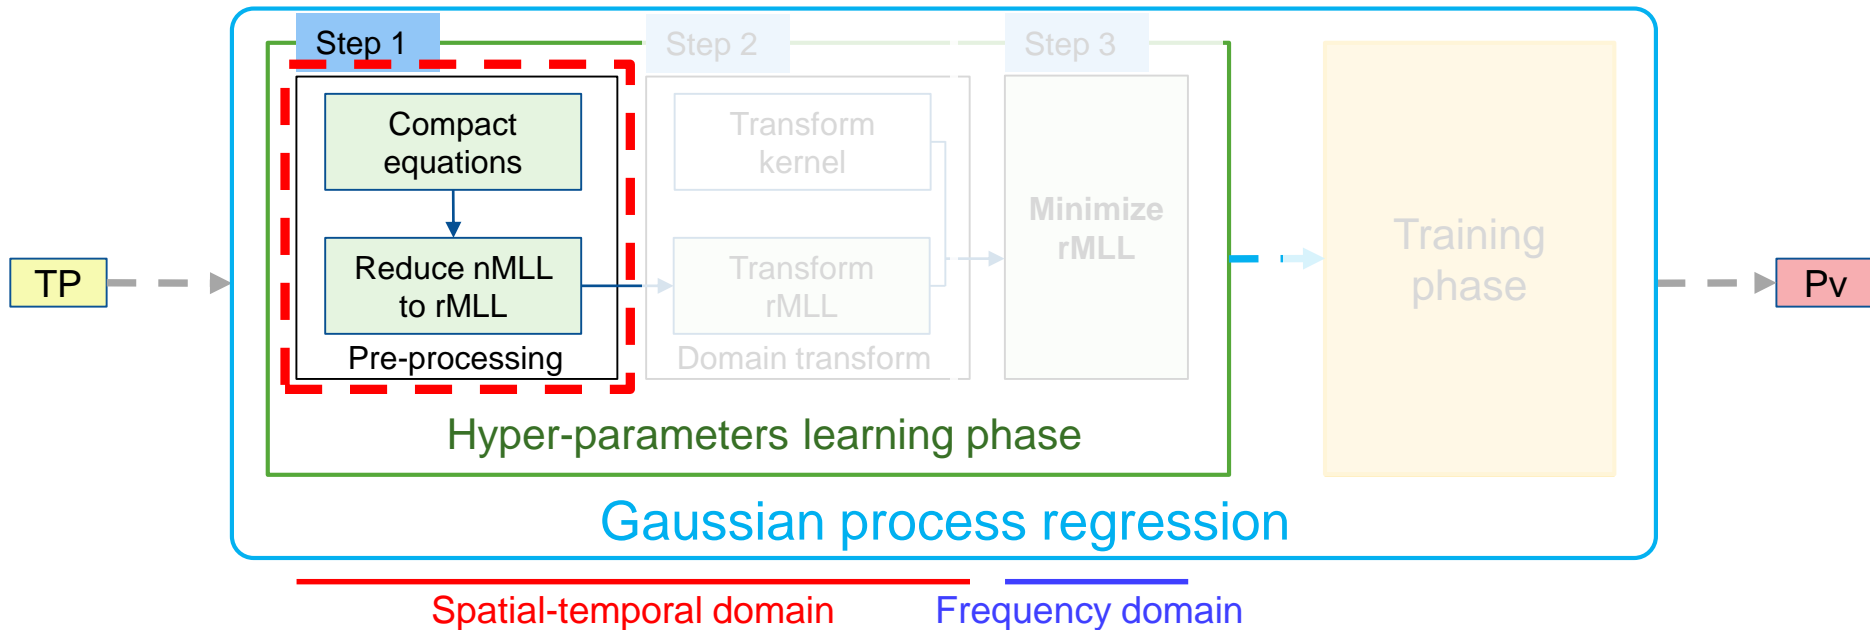 Step 1
Step 2
Step 3
Compact
equations
Transform
kernel
Minimize
rMLL
Training
phase
TP
Reduce nMLL
to rMLL
Transform
rMLL
Pv
Pre-processing
Domain transform
Hyper-parameters learning phase
Gaussian process regression
Spatial-temporal domain
Frequency domain